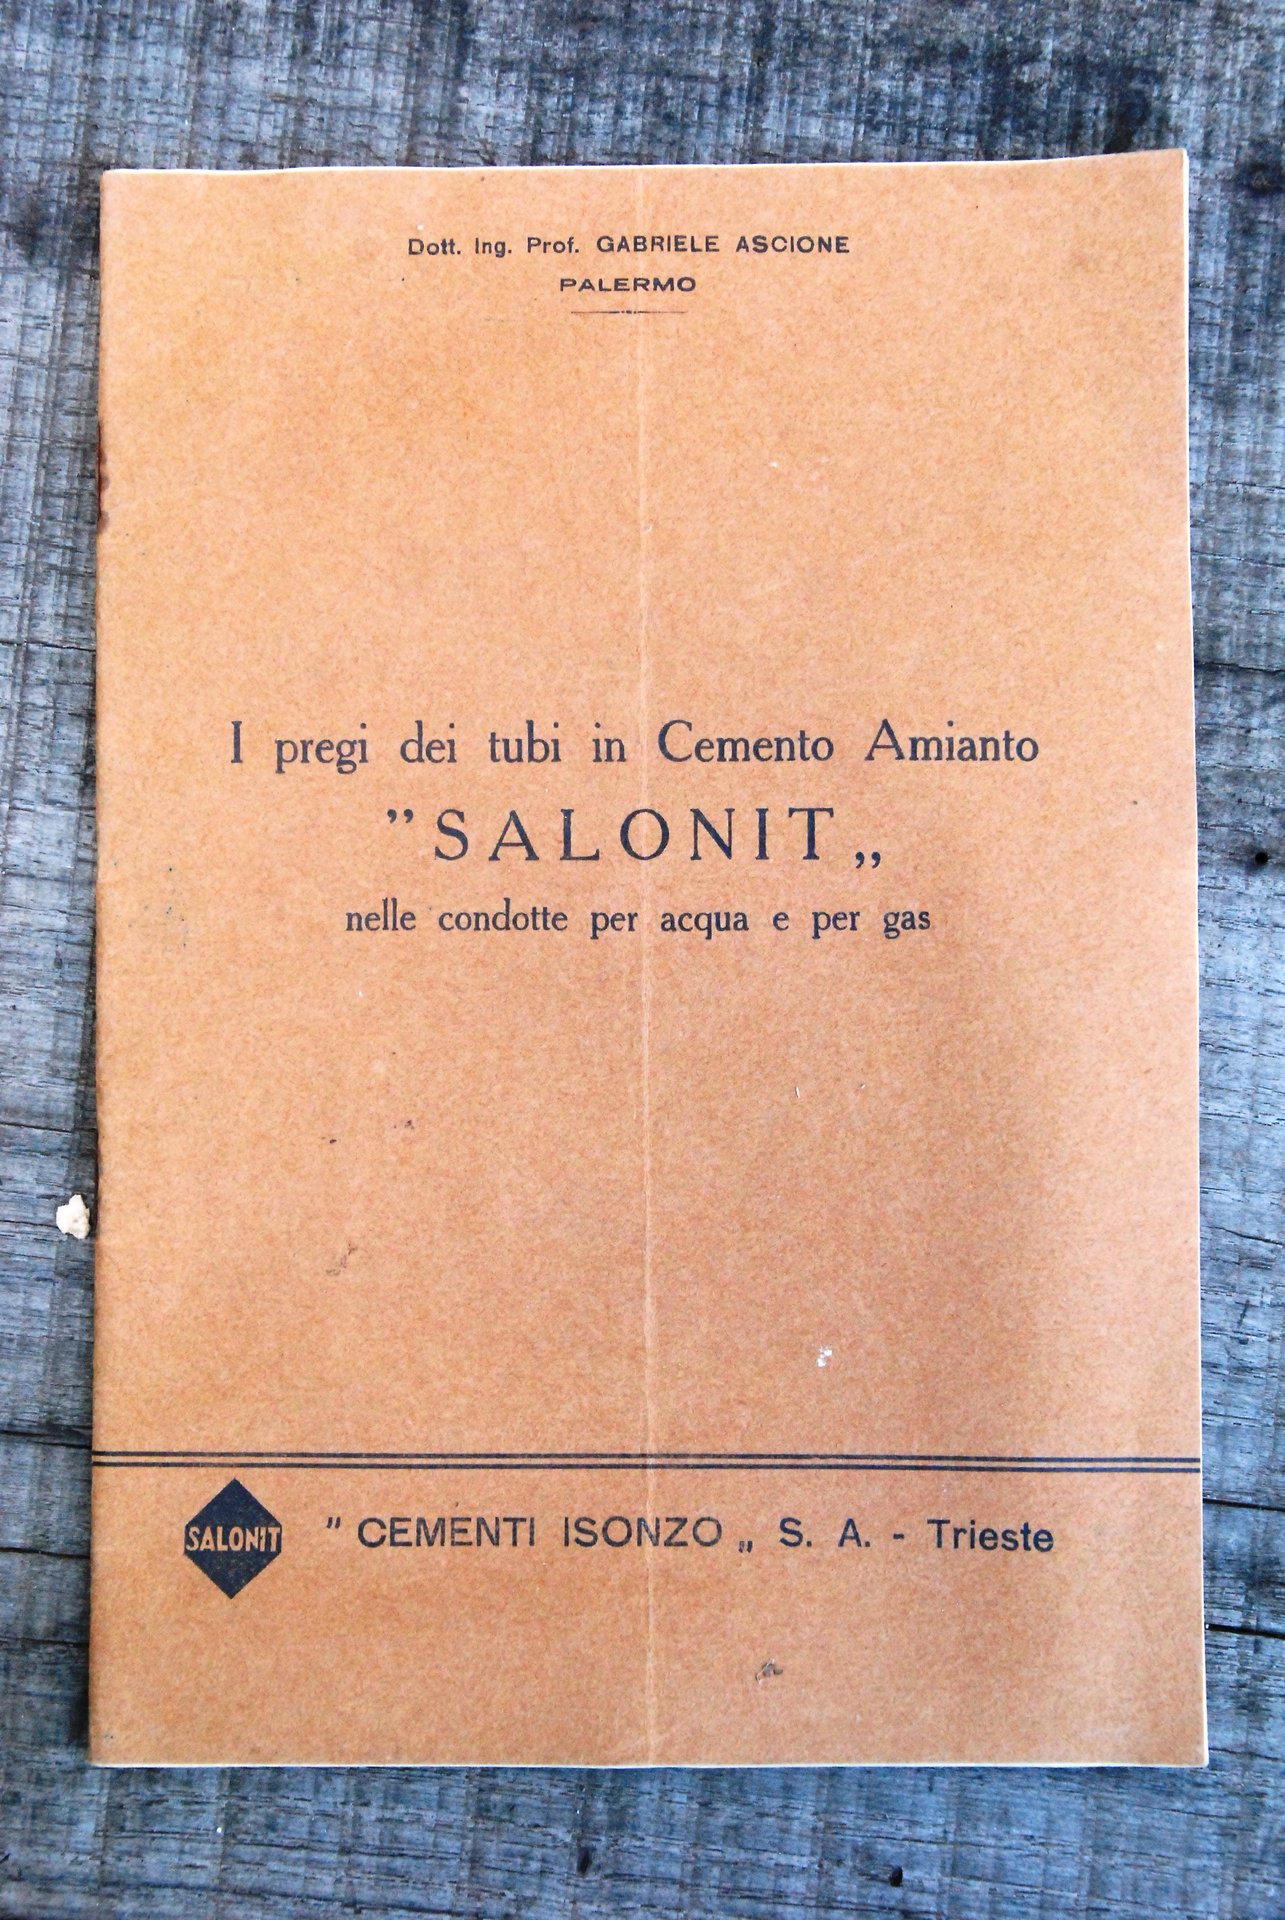 Dott. Ing. Prof. GABRIELE ASCIONE
PALERMO
I pregi dei tubi in Cemento Amianto
"SALONIT„
nelle condotte per acqua e per gas
SALONIT
"CEMENTI ISONZO„ S. A. - Trieste